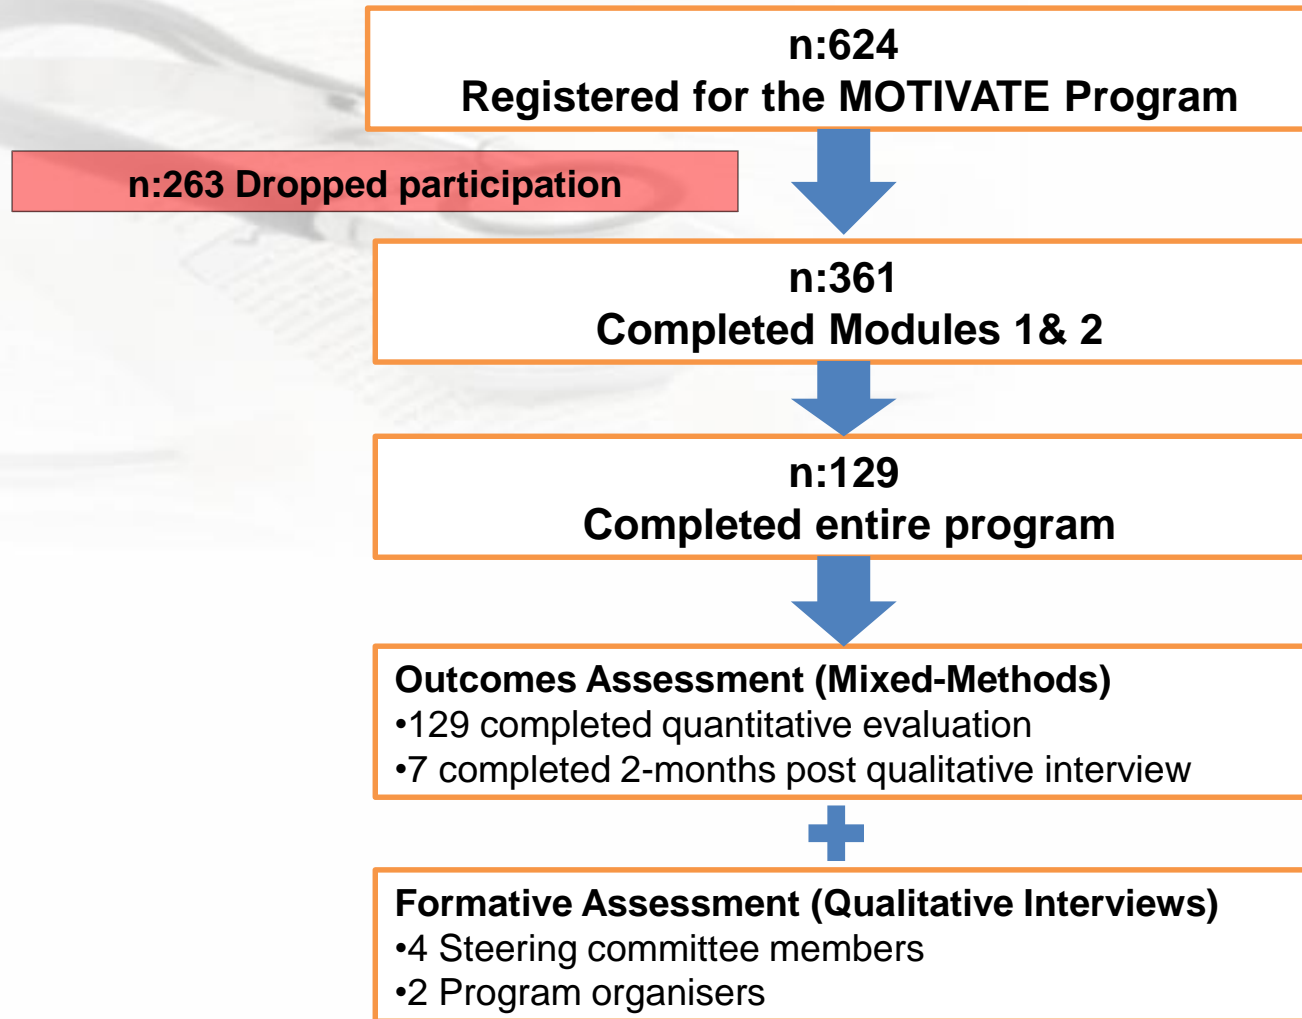 n:624
Registered for the MOTIVATE Program
n:263 Dropped participation
n:361
Completed Modules 1& 2
n:129
Completed entire program
Outcomes Assessment (Mixed-Methods)
•129 completed quantitative evaluation
•7 completed 2-months post qualitative interview
Formative Assessment (Qualitative Interviews)
•4 Steering committee members
•2 Program organisers